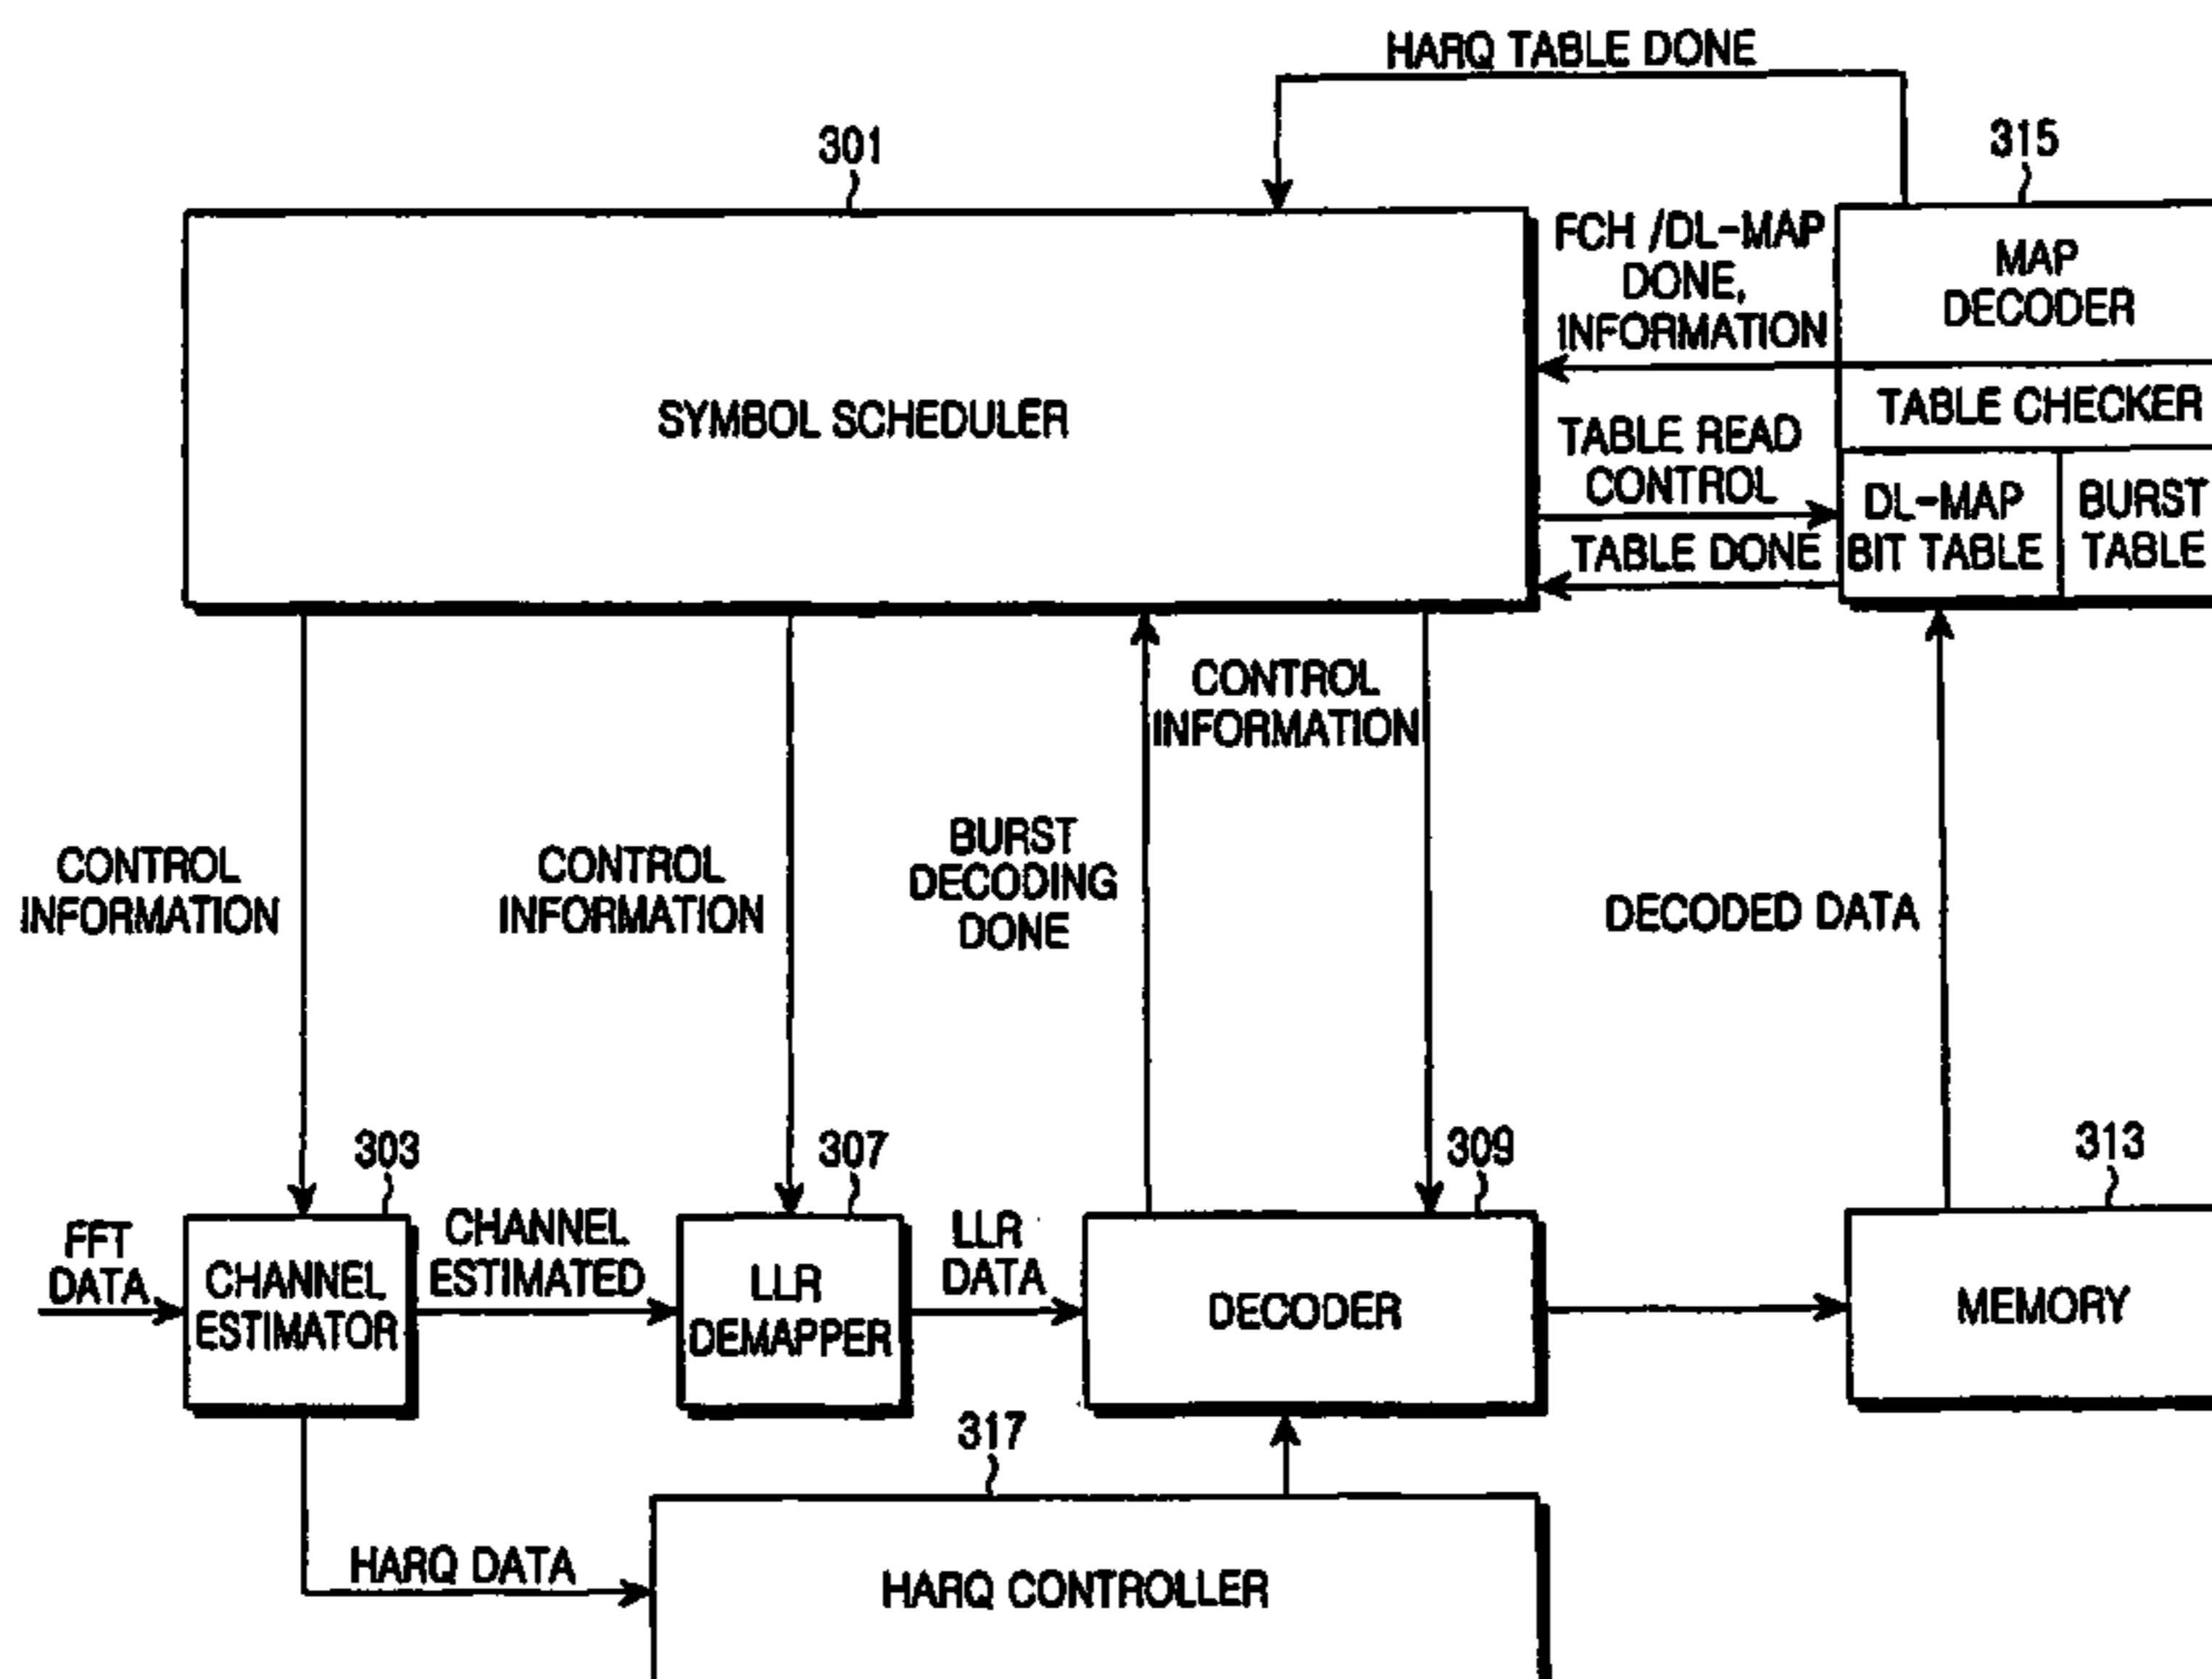 HARQ TABLE DONE
301
315
FCH /DL-MAP
DONE,
INFORMATION
MAP
DECODER
SYMBOL SCHEDULER
TABLE CHECKER
TABLE READ
CONTROL
DL-MAP
BIT TABLE
BURST
TABLE
TABLE DONE
CONTROL
INFORMATION
CONTROL
INFORMATION
CONTROL
INFORMATION
BURST
DECODING
DONE
DECODED DATA
303
307
309
313
FFT
DATA
CHANNEL
ESTIMATOR
CHANNEL
ESTIMATED
LLR
DEMAPPER
LLR
DATA
DECODER
MEMORY
317
HARQ DATA
HARQ CONTROLLER